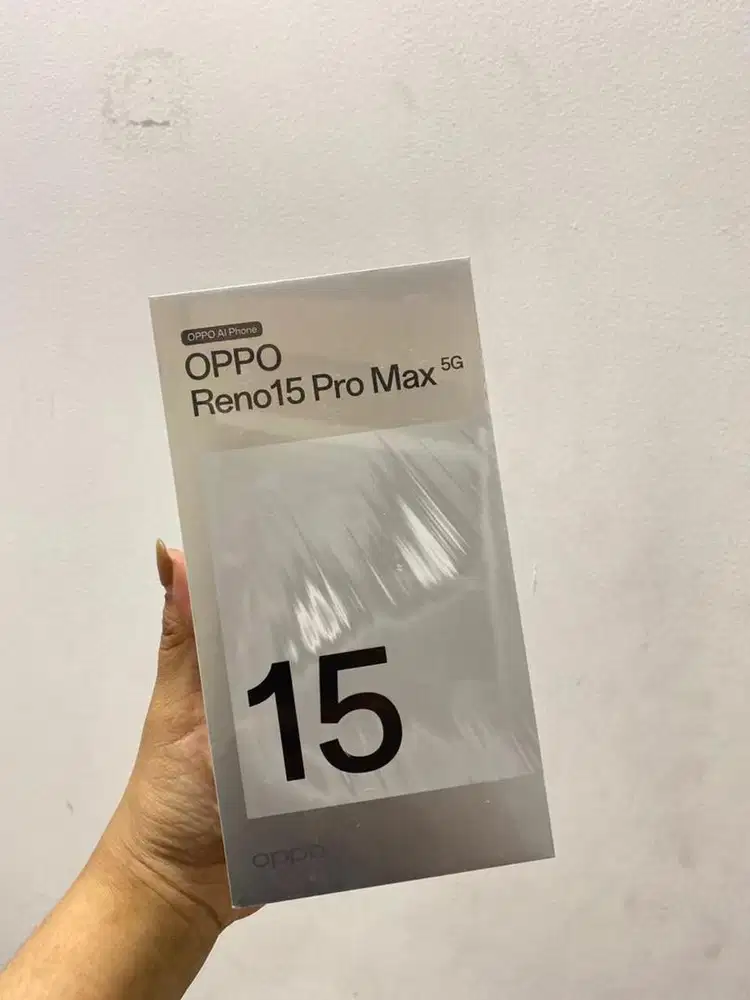 OPPO AI Phone
OPPO
Reno15 Pro Max 5G
15
oppo